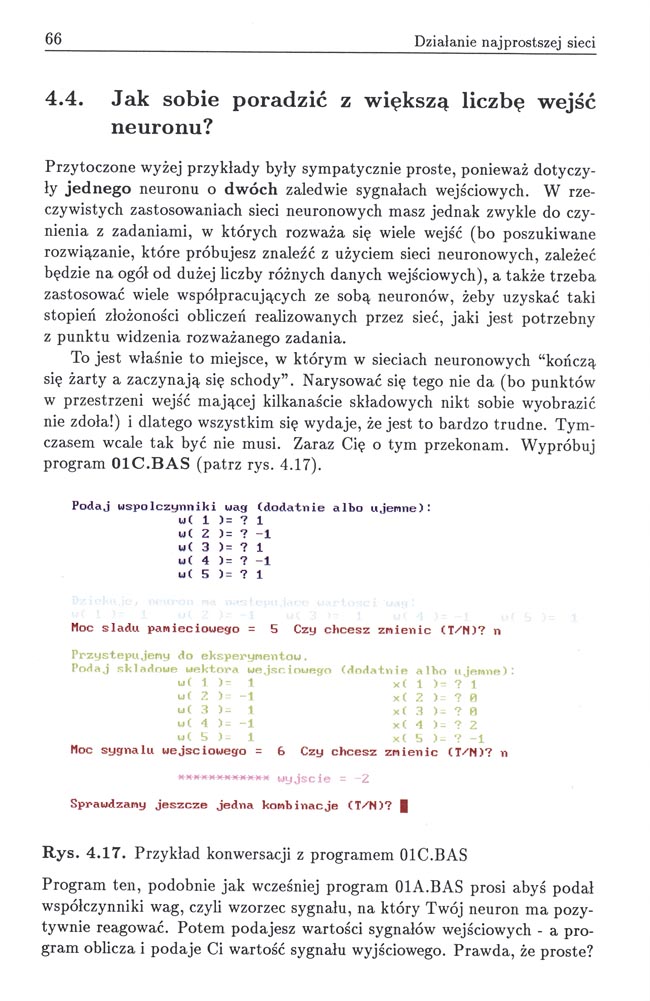 66 Działanie najprostszej sieci
4.4. Jak sobie poradzić z większą liczbę wejść
neuronu?
Przytoczone wyżej przykłady były sympatycznie proste, ponieważ dotyczy-
ły jednego neuronu o dwóch zaledwie sygnałach wejściowych. W rze-
czywistych zastosowaniach sieci neuronowych masz jednak zwykle do czy-
nienia z zadaniami, w których rozważa się wiele wejść (bo poszukiwane
rozwiązanie, które próbujesz znaleźć z użyciem sieci neuronowych, zależeć
będzie na ogół od dużej liczby różnych danych wejściowych), a także trzeba
zastosować wiele współpracujących ze sobą neuronów, żeby uzyskać taki
stopień złożoności obliczeń realizowanych przez sieć, jaki jest potrzebny
z punktu widzenia rozważanego zadania.
To jest właśnie to miejsce, w którym w sieciach neuronowych “kończą
się żarty a zaczynają się schody”. Narysować się tego nie da (bo punktów
w przestrzeni wejść mającej kilkanaście składowych nikt sobie wyobrazić
nie zdoła!) i dlatego wszystkim się wydaje, że jest to bardzo trudne. Tym-
czasem wcale tak być nie musi. Zaraz Cię o tym przekonam. Wypróbuj
program 01C.BAS (patrz rys. 4.17).
Podaj wspolczynniki wag (dodatnie albo ujemne):
w( 1 )= ? 1
w( 2 )= ? -1
w( 3 )= ? 1
w( 4 )= ? -1
w( 5 )= ? 1
Dziekuje, neuron ma nastepujace wartosci wag:
w( 1 )= 1 w( 2 )= -1 w( 3 )= 1 w( 4 )= -1 w( 5 )= 1
Moc sladu pamieciowego = 5 Czy chcesz zmienic (T/N)? n
Przystepujemy do eksperymentow.
Podaj skladowe wektora wejsciowego (dodatnie albo ujemne):
w( 1 )= 1 x( 1 )= ? 1
w( 2 )= -1 x( 2 )= ? 0
w( 3 )= 1 x( 3 )= ? 0
w( 4 )= -1 x( 4 )= ? 2
w( 5 )= 1 x( 5 )= ? -1
Moc sygnalu wejsciowego = 6 Czy chcesz zmienic (T/N)? n
************ wyjscie = -2
Sprawdzamy jeszcze jedna kombinacje (T/N)?
Rys. 4.17. Przykład konwersacji z programem 01C.BAS
Program ten, podobnie jak wcześniej program 01A.BAS prosi abyś podał
współczynniki wag, czyli wzorzec sygnału, na który Twój neuron ma pozy-
tywnie reagować. Potem podajesz wartości sygnałów wejściowych - a pro-
gram oblicza i podaje Ci wartość sygnału wyjściowego. Prawda, że proste?